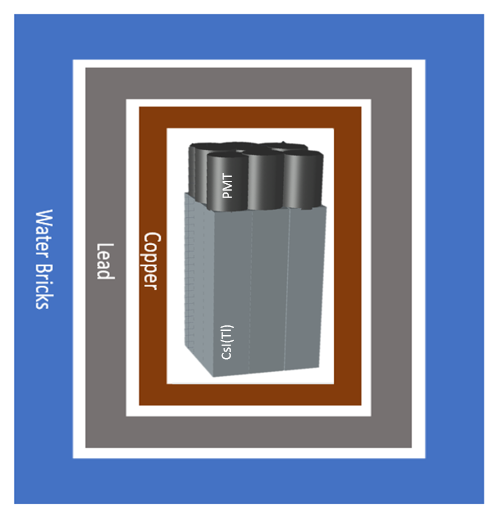 Water Bricks
Lead
Copper
PMT
CsI(Tl)